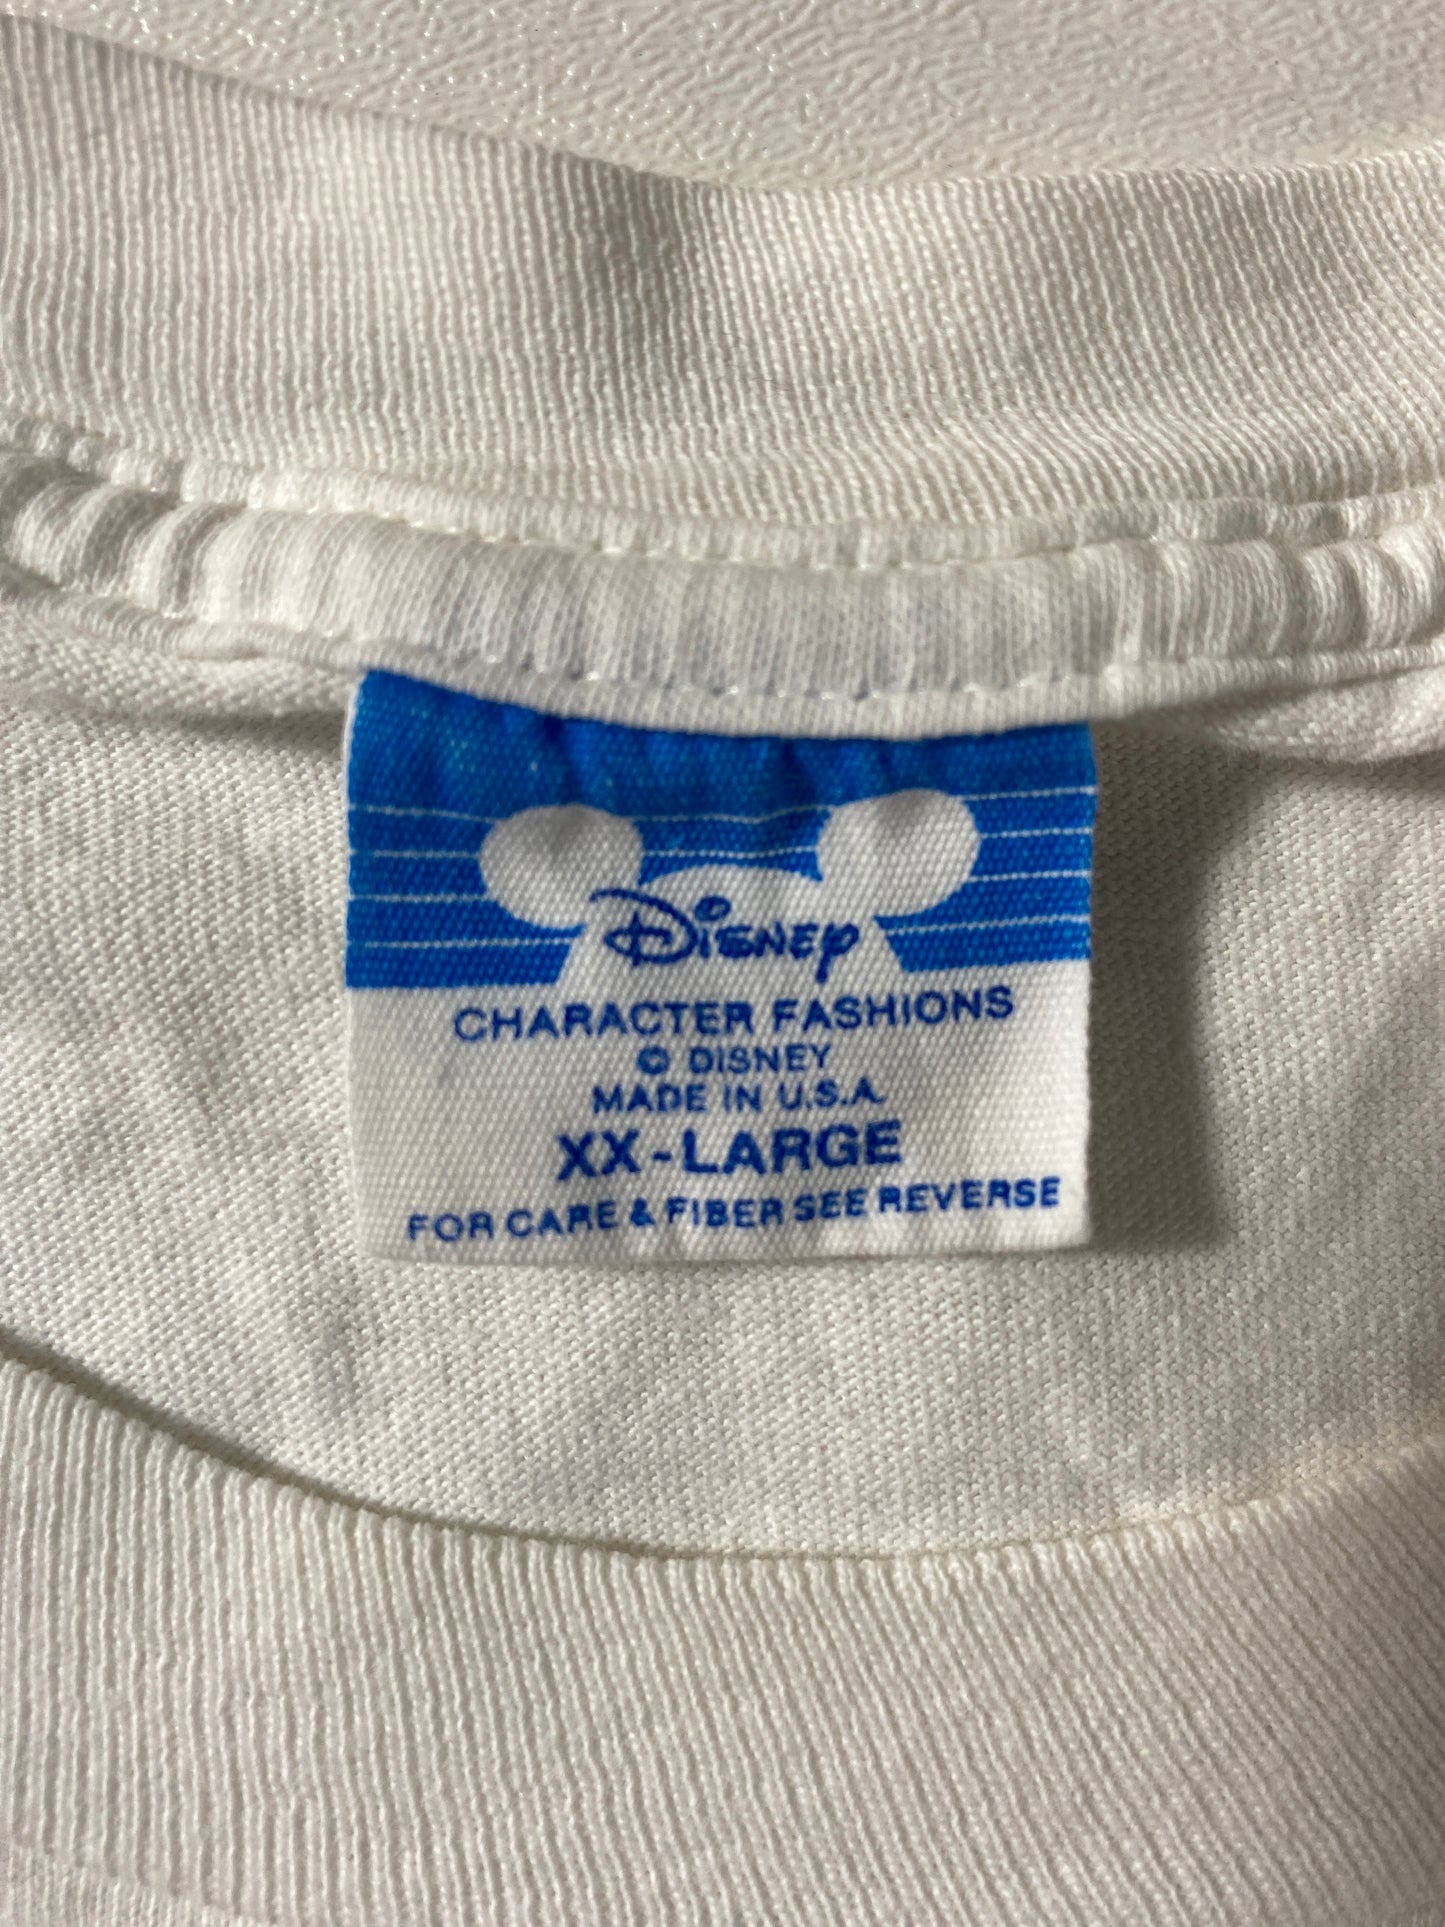 Disney
CHARACTER FASHIONS
© DISNEY
MADE IN U.S.A.
XX-LARGE
FOR CARE & FIBER SEE REVERSE